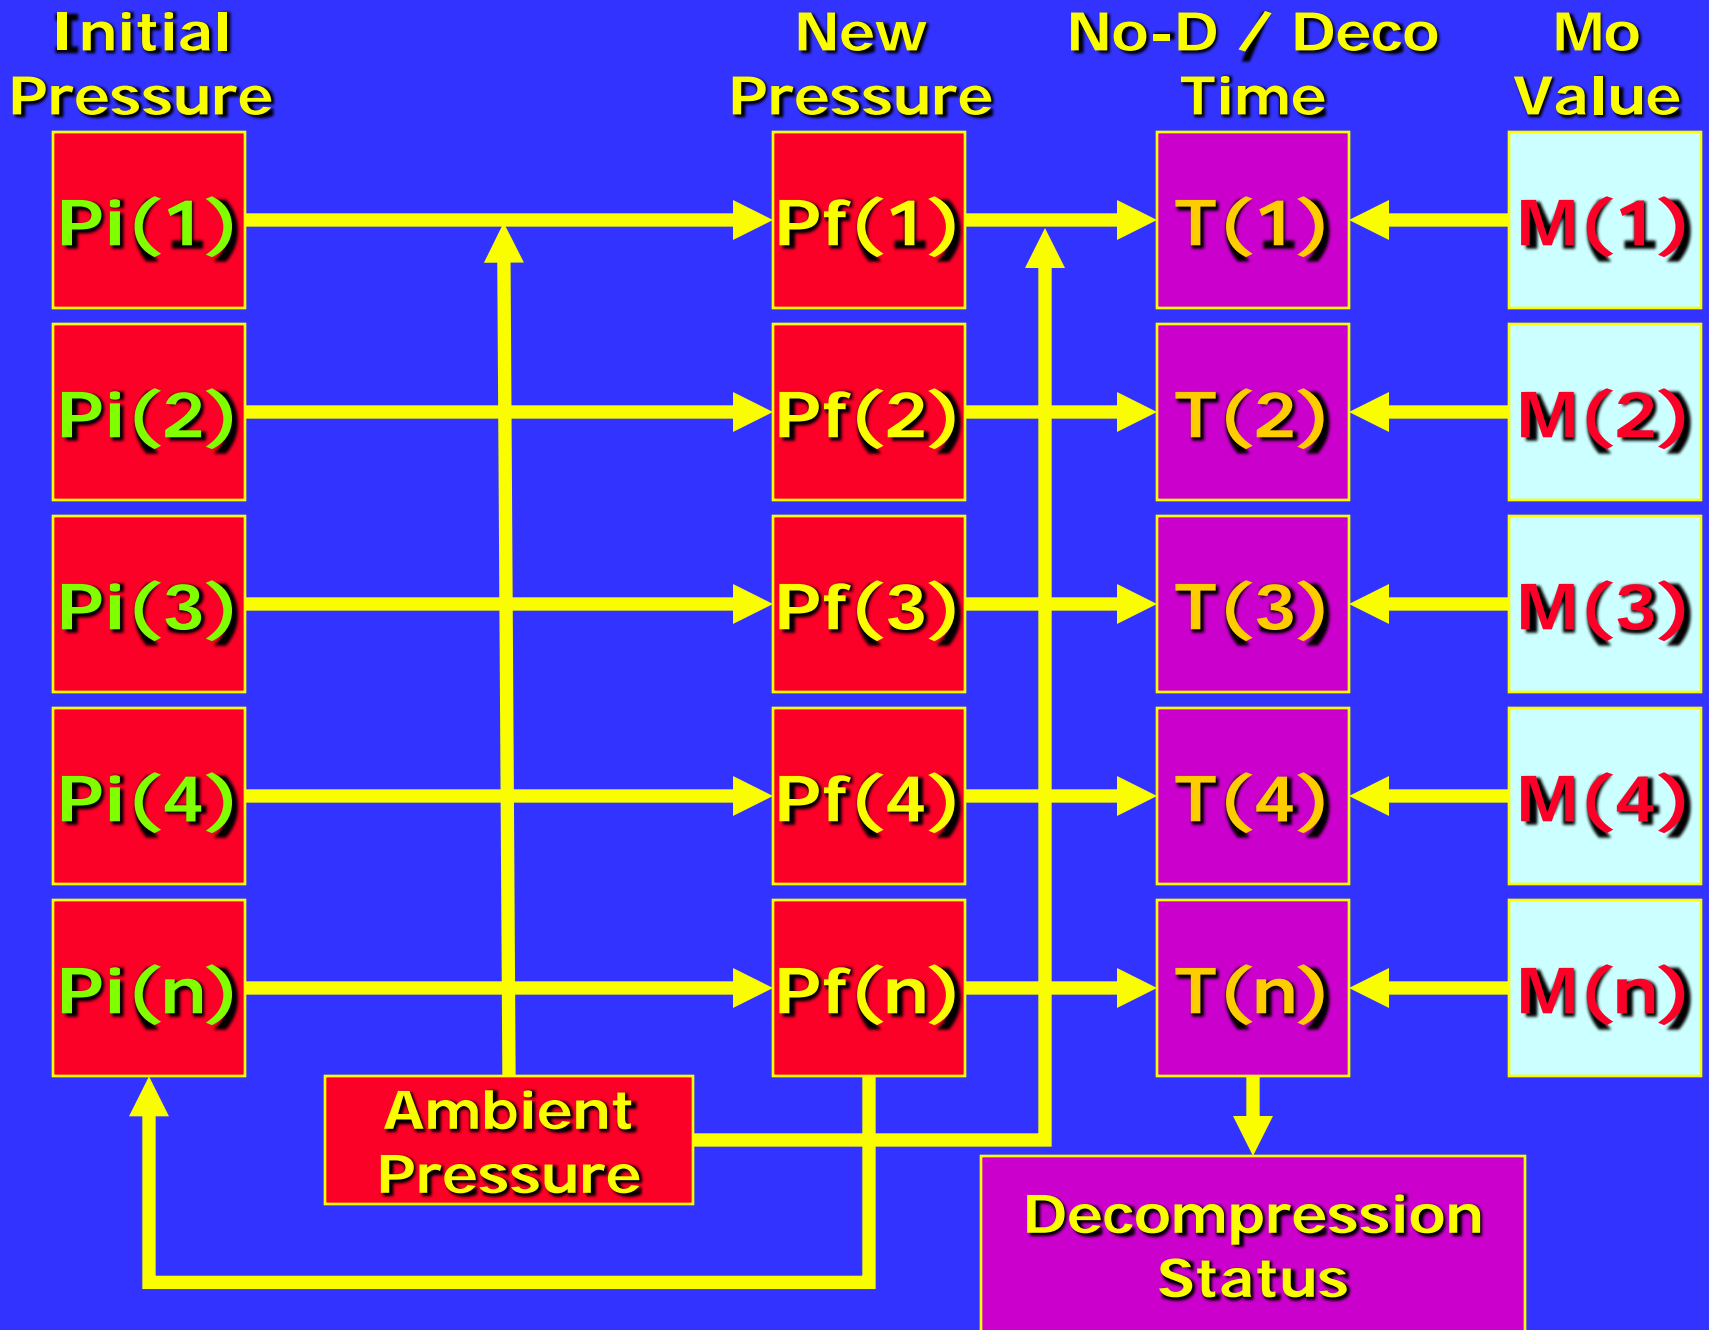 Initial
Pressure
New
Pressure
No-D / Deco
Time
Mo
Value
Pi(1)
Pf(1)
T(1)
M(1)
Pi(2)
Pf(2)
T(2)
M(2)
Pi(3)
Pf(3)
T(3)
M(3)
Pi(4)
Pf(4)
T(4)
M(4)
Pi(n)
Pf(n)
T(n)
M(n)
Ambient
Pressure
Decompression
Status